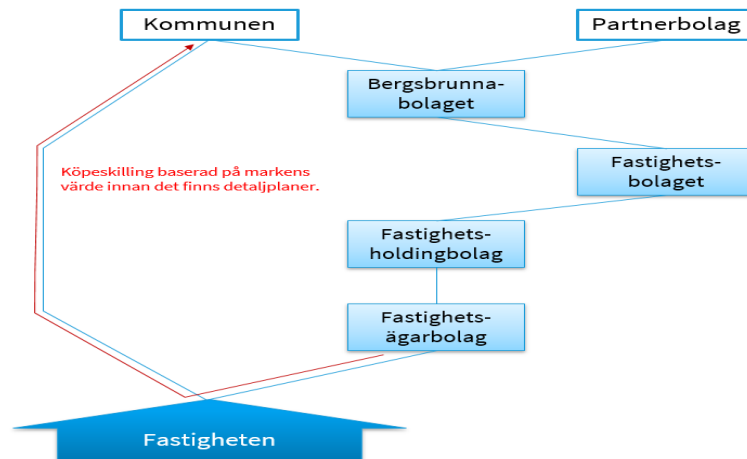 Kommunen
Partnerbolag
Bergsbrunna-
bolaget
Fastighets-
bolaget
Köpeskilling baserad på markens
värde innan det finns detaljplaner.
Fastighets-
holdingbolag
Fastighets-
ägarbolag
Fastigheten